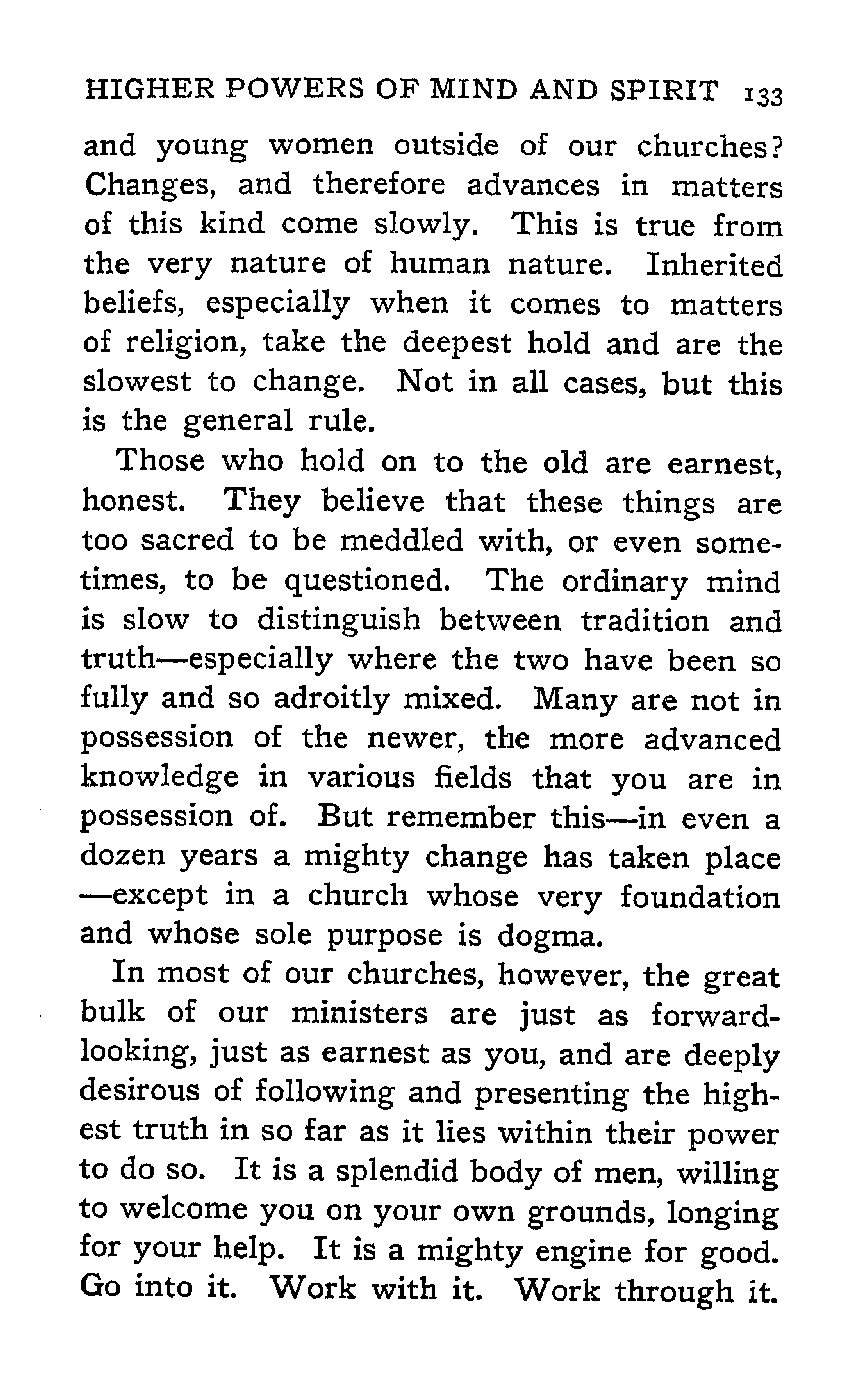 HIGHER POWERS OF MIND AND SPIRIT 133
and young women outside of our churches?
Changes, and therefore advances in matters
of this kind come slowly. This is true from
the very nature of human nature. Inherited
beliefs, especially when it comes to matters
of religion, take the deepest hold and are the
slowest to change. Not in all cases, but this
is the general rule.
Those who hold on to the old are earnest,
honest. They believe that these things are
too sacred to be meddled with, or even some-
times, to be questioned. The ordinary mind
is slow to distinguish between tradition and
truth—especially where the two have been so
fully and so adroitly mixed. Many are not in
possession of the newer, the more advanced
knowledge in various fields that you are in
possession of. But remember this—in even a
dozen years a mighty change has taken place
—except in a church whose very foundation
and whose sole purpose is dogma.
In most of our churches, however, the great
bulk of our ministers are just as forward-
looking, just as earnest as you, and are deeply
desirous of following and presenting the high-
est truth in so far as it lies within their power
to do so. It is a splendid body of men, willing
to welcome you on your own grounds, longing
for your help. It is a mighty engine for good.
Go into it. Work with it. Work through it.